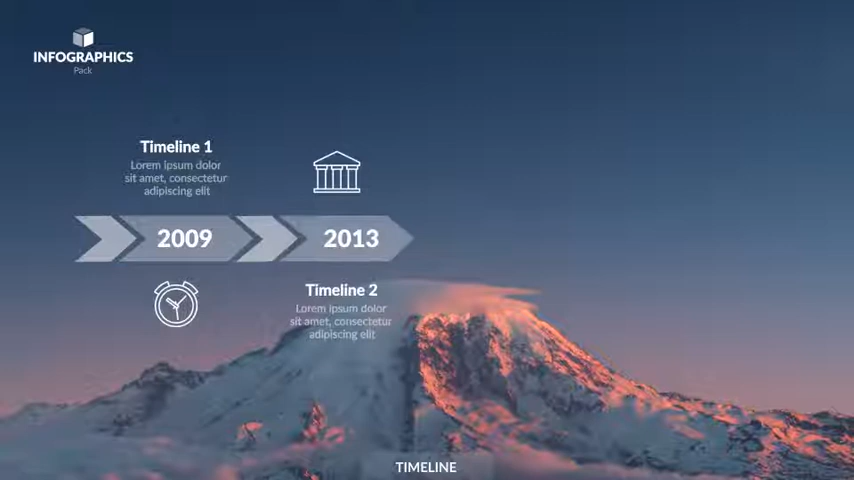 INFOGRAPHICS
Pack
Timeline 1
Lorem ipsum dolor
sit amet, consectetur
adipiscing elit
2009
2013
Timeline 2
Lorem ipsum dolor
sit amet, consectetur
adipiscing elit
TIMELINE